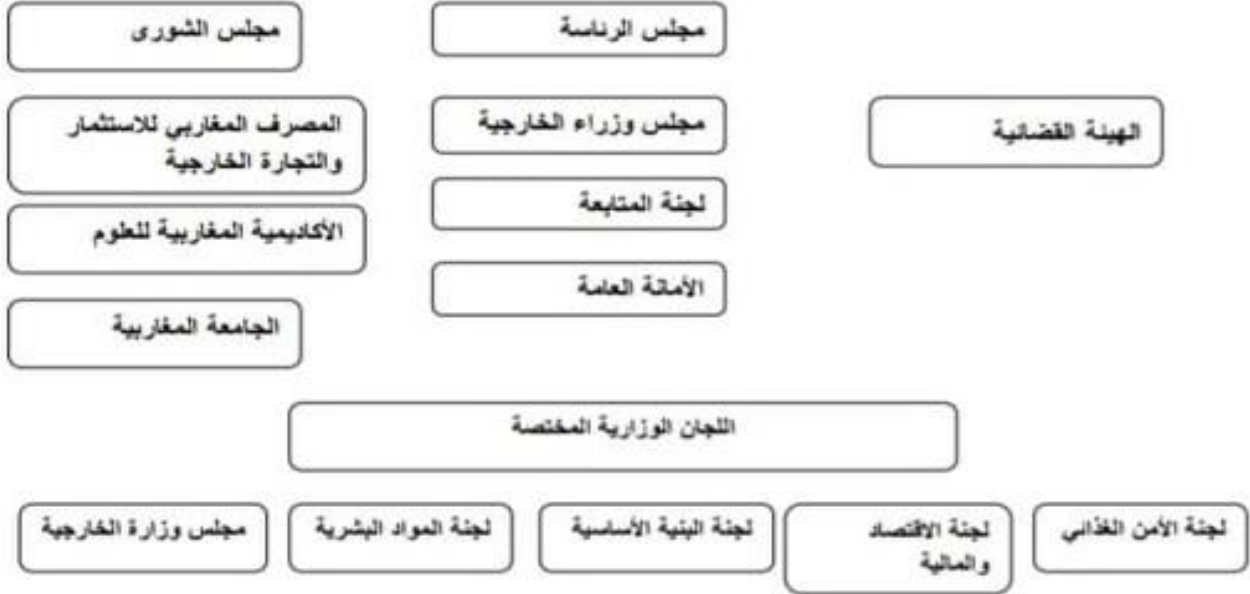 مجلس الرئاسة
مجلس الشورى
الهيئة القضائية
مجلس وزراء الخارجية
المصرف المغاربي للاستثمار
والتجارة الخارجية
لجنة المتابعة
الأكاديمية المغاربية للعلوم
الأمانة العامة
الجامعة المغاربية
اللجان الوزارية المختصة
لجنة الأمن الغذائي
لجنة الاقتصاد
والمالية
لجنة البنية الأساسية
لجنة المواد البشرية
مجلس وزارة الخارجية